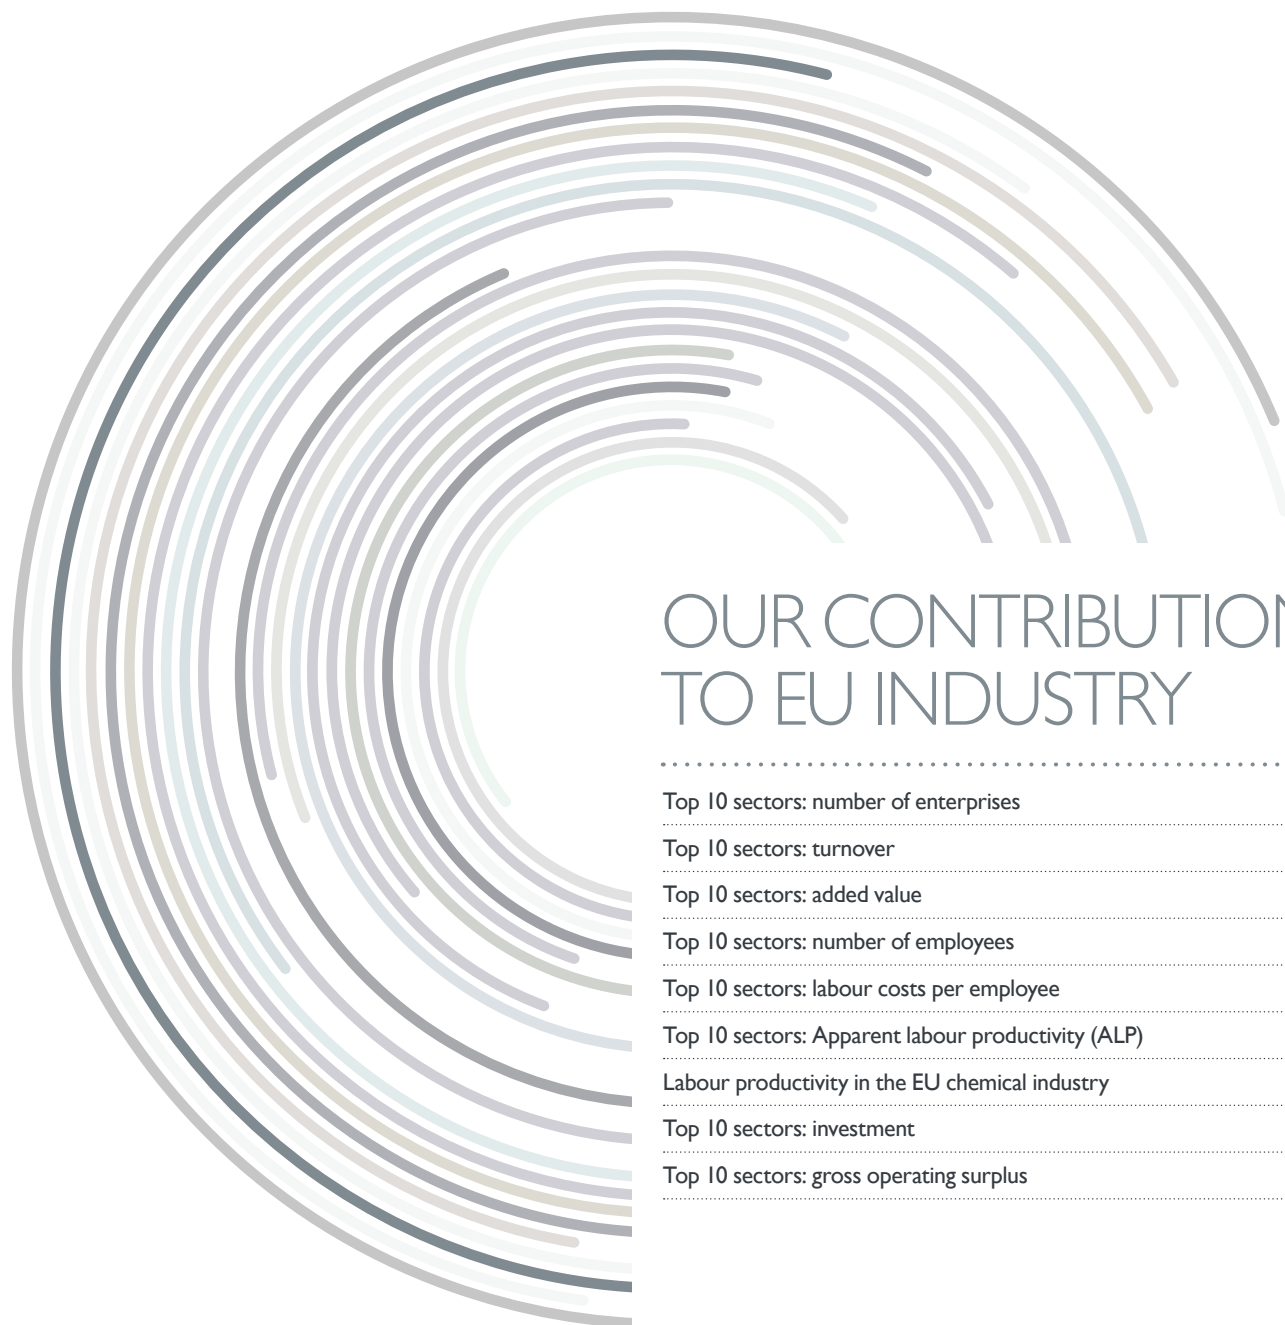 OUR CONTRIBUTION
TO EU INDUSTRY
Top 10 sectors: number of enterprises
Top 10 sectors: turnover
Top 10 sectors: added value
Top 10 sectors: number of employees
Top 10 sectors: labour costs per employee
Top 10 sectors: Apparent labour productivity (ALP)
Labour productivity in the EU chemical industry
Top 10 sectors: investment
Top 10 sectors: gross operating surplus